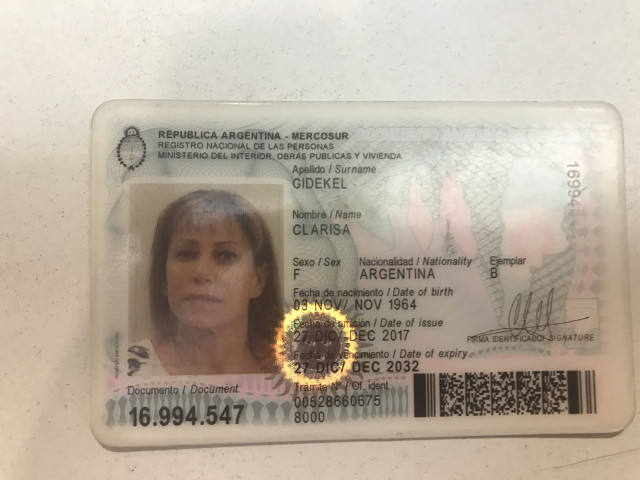 REPUBLICA ARGENTINA - MERCOSUR
REGISTRO NACIONAL DE LAS PERSONAS
MINISTERIO DEL INTERIOR, OBRAS PUBLICAS Y VIVIENDA
Apellido / Surname
GIDEKEL
Nombre / Name
CLARISA
Sexo / Sex Nacionalidad / Nationality Ejemplar
F ARGENTINA B
Fecha de nacimiento / Date of birth
03 NOV/ NOV 1964
Fecha de emisión / Date of issue
27 DIC/ DEC 2017
FIRMA IDENTIFICADO / SIGNATURE
Fecha de vencimiento / Date of expiry
27 DIC/ DEC 2032
Documento / Document
16.994.547
Trámite Nº / Of. ident
00528660675
8000